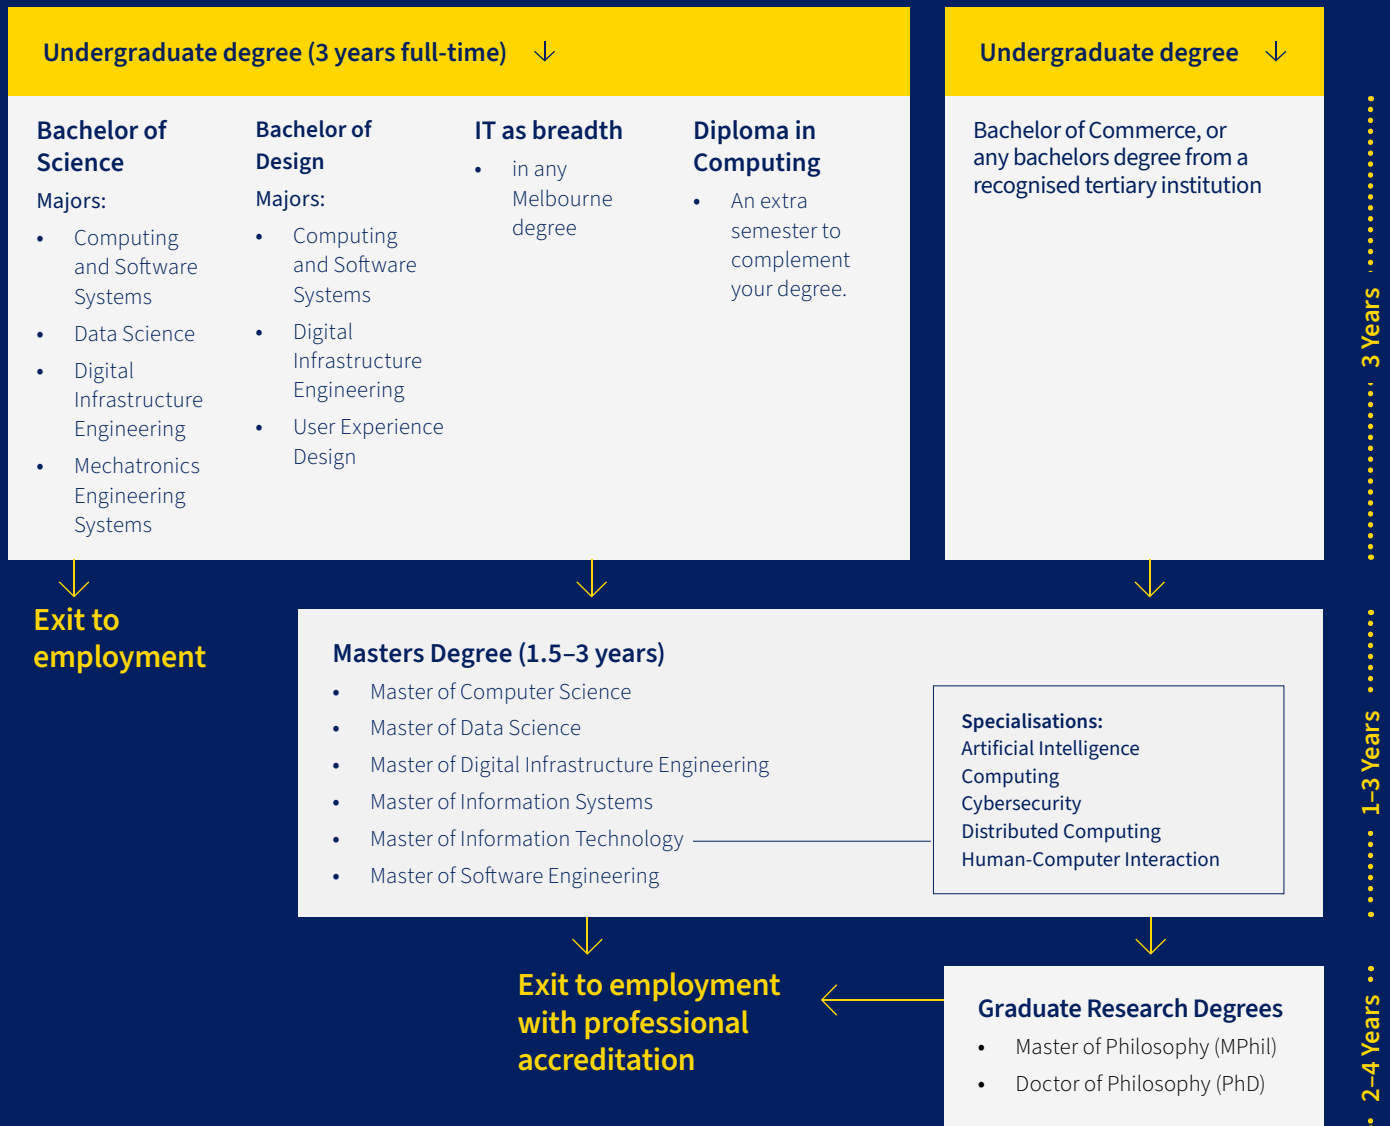 Undergraduate degree (3 years full-time) ↓
Bachelor of
Science
Majors:
• Computing
and Software
Systems
• Data Science
• Digital
Infrastructure
Engineering
• Mechatronics
Engineering
Systems
Bachelor of
Design
Majors:
• Computing
and Software
Systems
• Digital
Infrastructure
Engineering
• User Experience
Design
IT as breadth
• in any
Melbourne
degree
Diploma in
Computing
• An extra
semester to
complement
your degree.
Undergraduate degree ↓
Bachelor of Commerce, or
any bachelors degree from a
recognised tertiary institution
3 Years
Exit to
employment
Masters Degree (1.5–3 years)
• Master of Computer Science
• Master of Data Science
• Master of Digital Infrastructure Engineering
• Master of Information Systems
• Master of Information Technology
• Master of Software Engineering
Specialisations:
Artificial Intelligence
Computing
Cybersecurity
Distributed Computing
Human-Computer Interaction
1–3 Years
Exit to employment
with professional
accreditation
Graduate Research Degrees
• Master of Philosophy (MPhil)
• Doctor of Philosophy (PhD)
2–4 Years